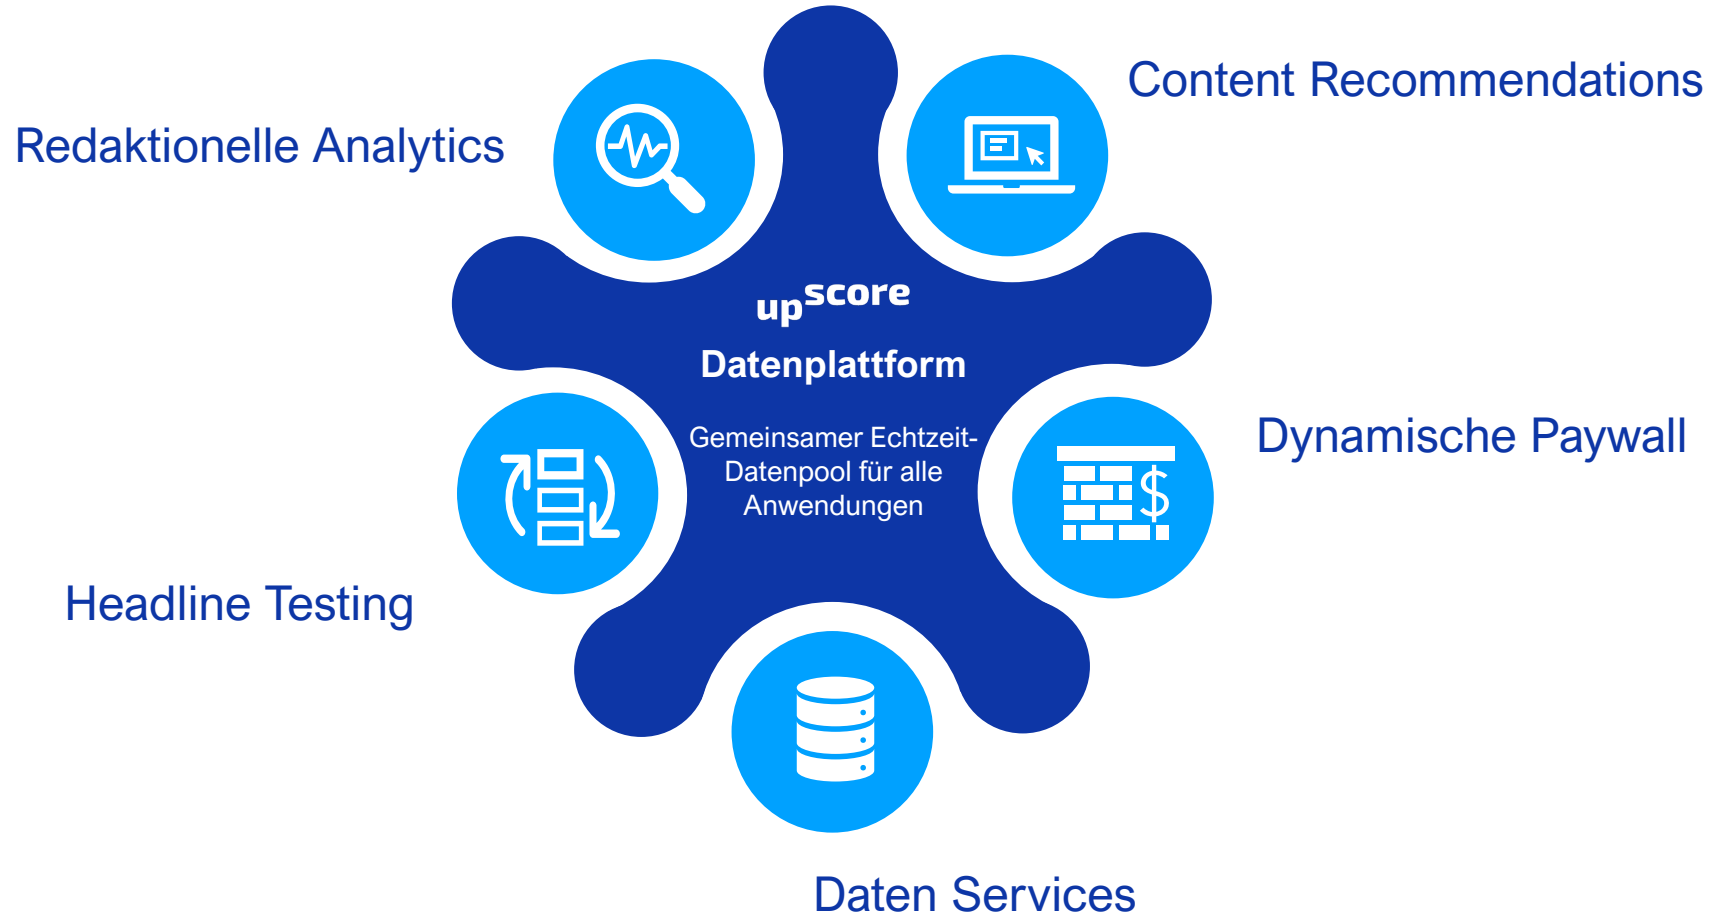 Content Recommendations
Redaktionelle Analytics
upscore
Datenplattform
Gemeinsamer Echtzeit-
Datenpool für alle
Anwendungen
Dynamische Paywall
$
Headline Testing
Daten Services